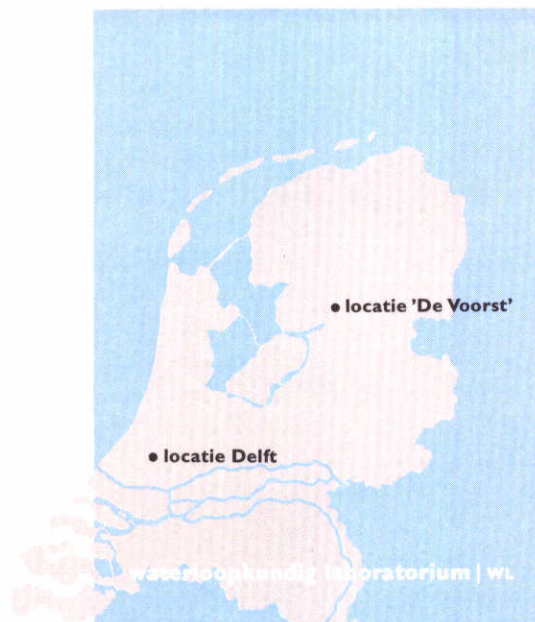 locatie 'De Voorst'
locatie Delft
waterloopkundig laboratorium | WL